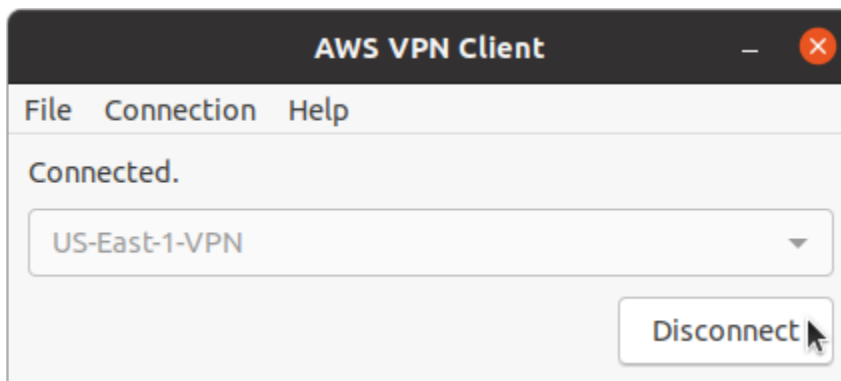 AWS VPN Client
File Connection Help
Connected.
US-East-1-VPN
Disconnect